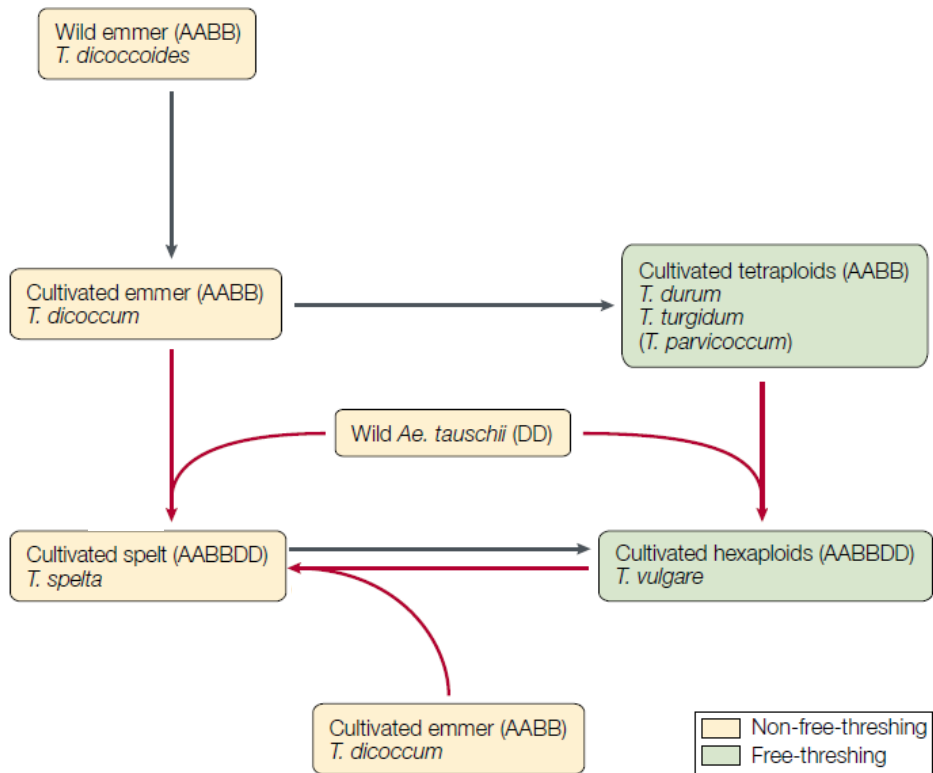 Wild emmer (AABB)
T. dicoccoides
Cultivated emmer (AABB)
T. dicoccum
Cultivated tetraploids (AABB)
T. durum
T. turgidum
(T. parvicoccum)
Wild Ae. tauschii (DD)
Cultivated spelt (AABBDD)
T. spelta
Cultivated hexaploids (AABBDD)
T. vulgare
Cultivated emmer (AABB)
T. dicoccum
Non-free-threshing
Free-threshing